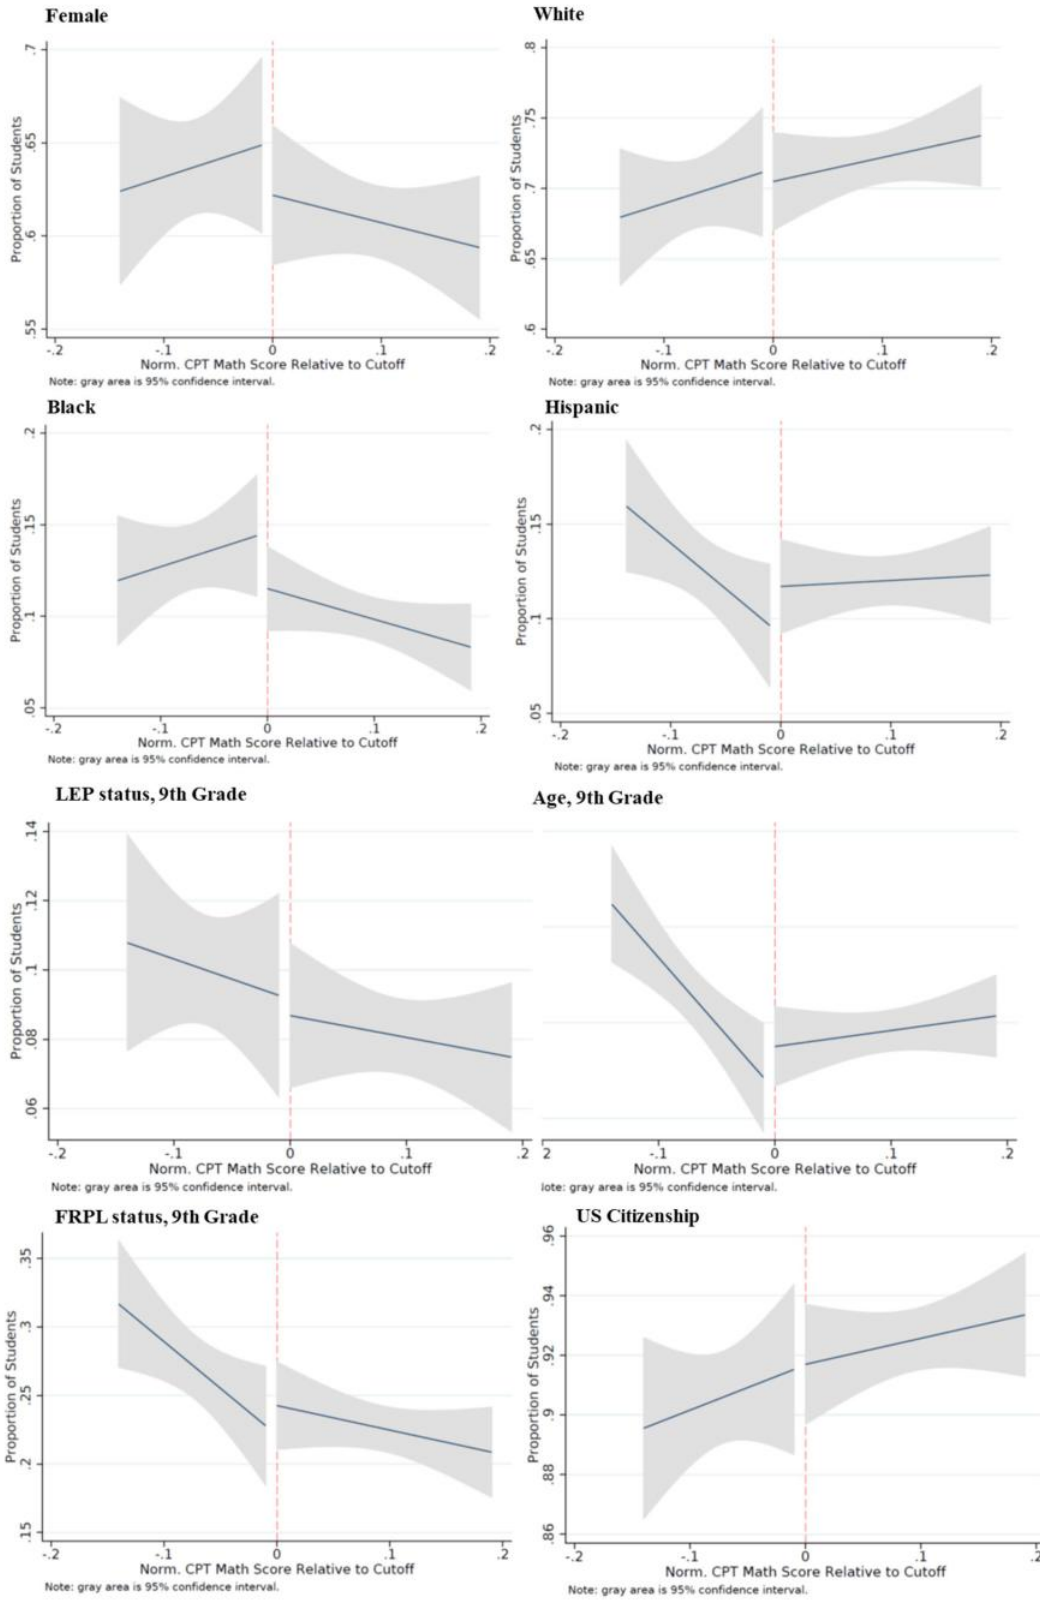 Female
White
.7
.65
.6
.55
Proportion of Students
-.2 -.1 0 .1 .2
Norm. CPT Math Score Relative to Cutoff
Note: gray area is 95% confidence interval.
.8
.75
.7
.65
.6
Proportion of Students
-.2 -.1 0 .1 .2
Norm. CPT Math Score Relative to Cutoff
Note: gray area is 95% confidence interval.
Black
Hispanic
.2
.15
.1
.05
Proportion of Students
-.2 -.1 0 .1 .2
Norm. CPT Math Score Relative to Cutoff
Note: gray area is 95% confidence interval.
.2
.15
.1
.05
Proportion of Students
-.2 -.1 0 .1 .2
Norm. CPT Math Score Relative to Cutoff
Note: gray area is 95% confidence interval.
LEP status, 9th Grade
Age, 9th Grade
.14
.12
.1
.08
.06
Proportion of Students
-.2 -.1 0 .1 .2
Norm. CPT Math Score Relative to Cutoff
Note: gray area is 95% confidence interval.
2 -.1 0 .1 .2
Norm. CPT Math Score Relative to Cutoff
lote: gray area is 95% confidence interval.
FRPL status, 9th Grade
US Citizenship
.35
.3
.25
.2
.15
Proportion of Students
-.2 -.1 0 .1 .2
Norm. CPT Math Score Relative to Cutoff
Note: gray area is 95% confidence interval.
.96
.94
.92
.9
.88
.86
Proportion of Students
-.2 -.1 0 .1 .2
Norm. CPT Math Score Relative to Cutoff
Note: gray area is 95% confidence interval.